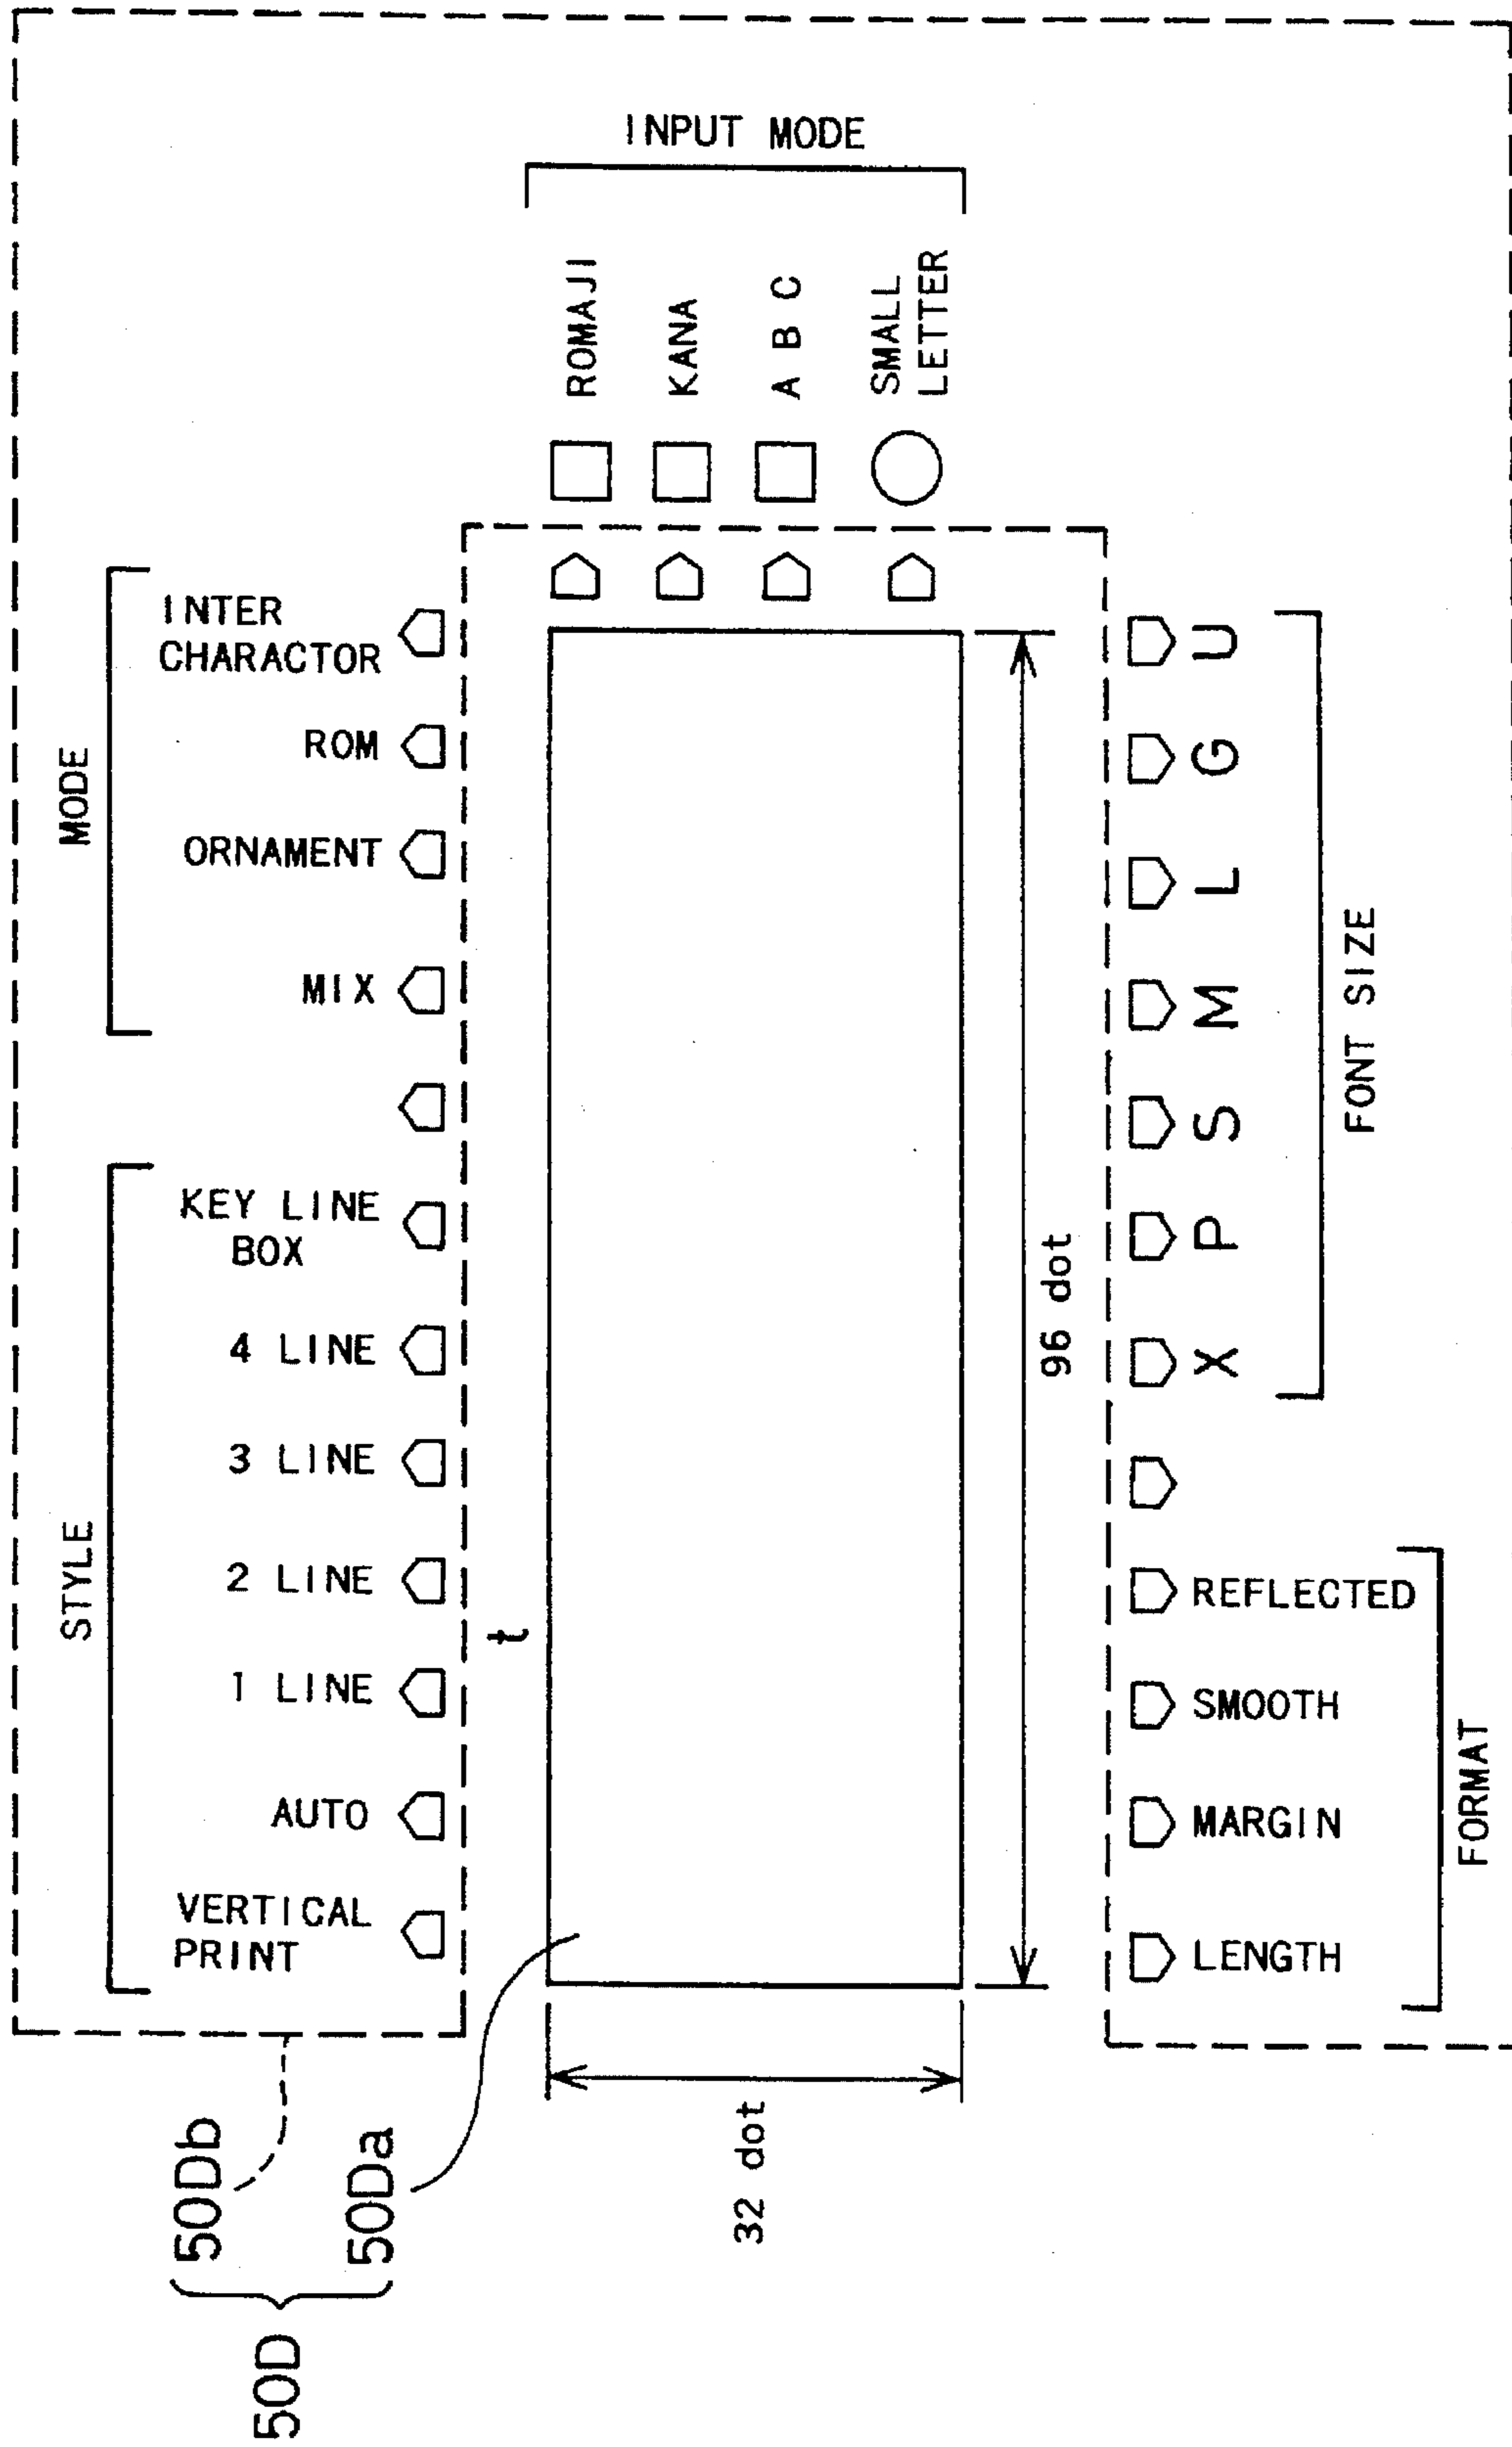 STYLE
MODE
VERTICAL
PRINT
AUTO
1 LINE
2 LINE
3 LINE
4 LINE
KEY LINE
BOX
MIX
ORNAMENT
ROM
INTER
CHARACTOR
50D
50Db
50Da
t
32 dot
96 dot
ROMAJI
KANA
A B C
SMALL
LETTER
INPUT MODE
LENGTH
MARGIN
SMOOTH
REFLECTED
X
P
S
M
L
G
U
FORMAT
FONT SIZE